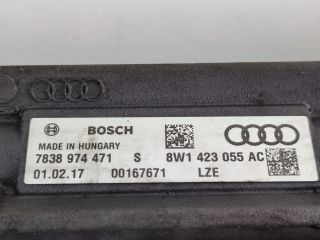 BOSCH
MADE IN HUNGARY
7838 974 471 S 8W1 423 055 AC
01.02.17 00167671 LZE